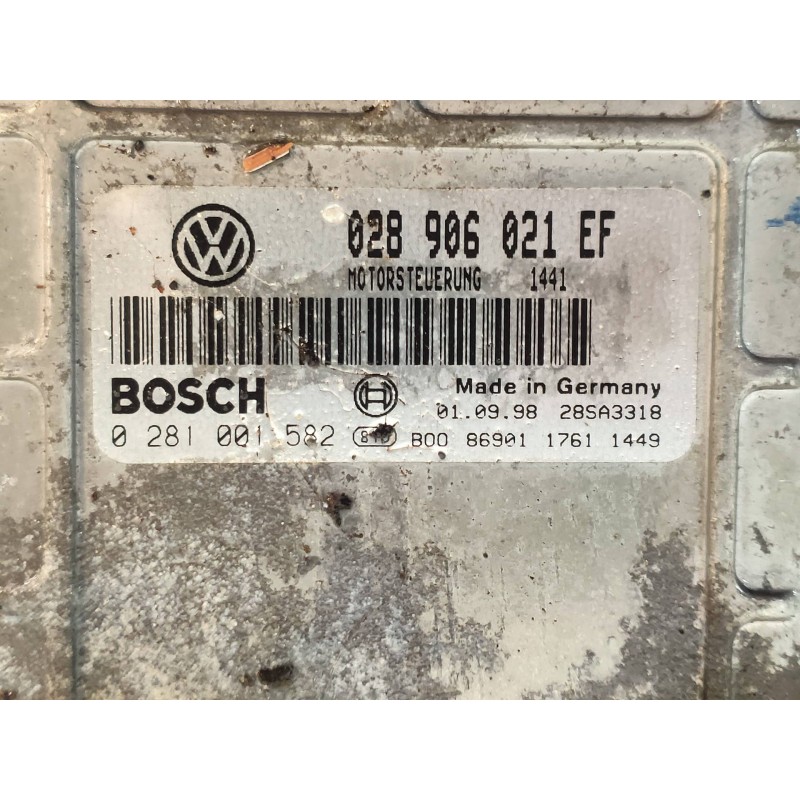 028 906 021 EF
MOTORSTEUERUNG 1441
BOSCH
Made in Germany
01.09.98 28SA3318
0 281 001 582 B00 86901 1761 1449